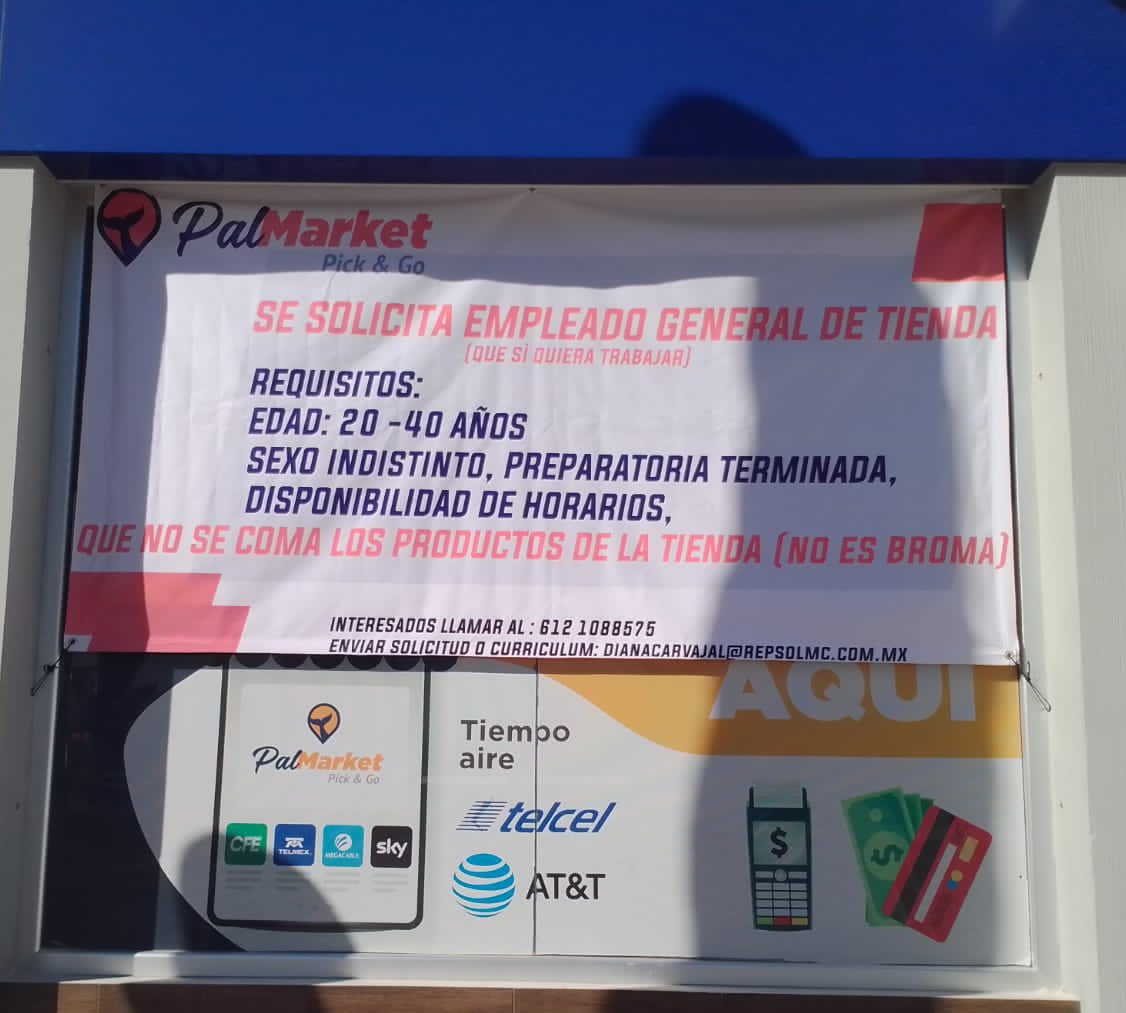 PalMarket
Pick & Go
SE SOLICITA EMPLEADO GENERAL DE TIENDA
(QUE SÌ QUIERA TRABAJAR)
REQUISITOS:
EDAD: 20 -40 AÑOS
SEXO INDISTINTO, PREPARATORIA TERMINADA,
DISPONIBILIDAD DE HORARIOS,
QUE NO SE COMA LOS PRODUCTOS DE LA TIENDA (NO ES BROMA)
INTERESADOS LLAMAR AL : 612 1088575
ENVIAR SOLICITUD O CURRICULUM: DIANACARVAJAL@REPSOLMC.COM.MX
AQUI
PalMarket
Pick & Go
CFE
TELMEX
MEGACABLE
sky
Tiempo
aire
telcel
AT&T
$
$